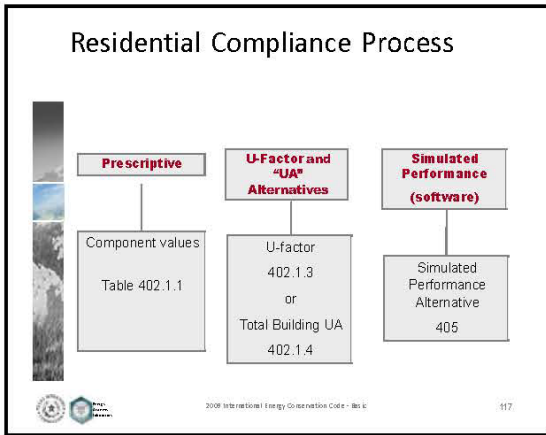 Residential Compliance Process
Prescriptive
Component values
Table 402.1.1
U-Factor and
"UA"
Alternatives
U-factor
402.1.3
or
Total Building UA
402.1.4
Simulated
Performance
(software)
Simulated
Performance
Alternative
405
2009 International Energy Conservation Code - Basic
117